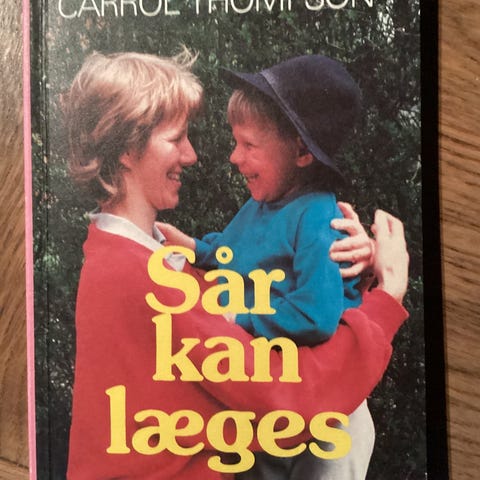 CARROL THOMPSON
Sår
kan
læges